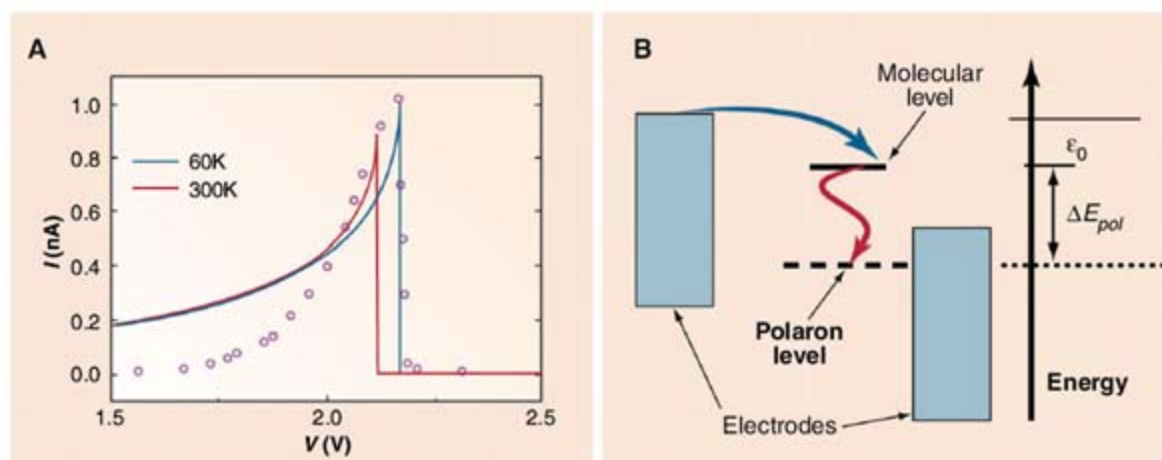 A
I (nA)
1.0
0.8
0.6
0.4
0.2
0.0
60K
300K
1.5
2.0
2.5
V (V)
B
Molecular
level
ε0
ΔEpol
Polaron
level
Energy
Electrodes